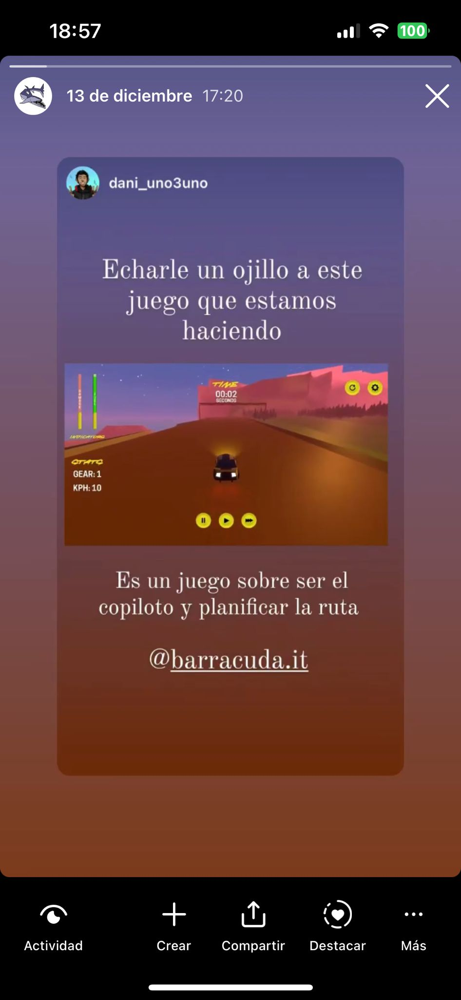 18:57
100
13 de diciembre 17:20
dani_uno3uno
Echarle un ojillo a este
juego que estamos
haciendo
TIME
00:02
SECONDS
DAMAGE
INDICATORS
STATS
GEAR: 1
KPH: 10
Es un juego sobre ser el
copiloto y planificar la ruta
@barracuda.it
Actividad
Crear
Compartir
Destacar
Más